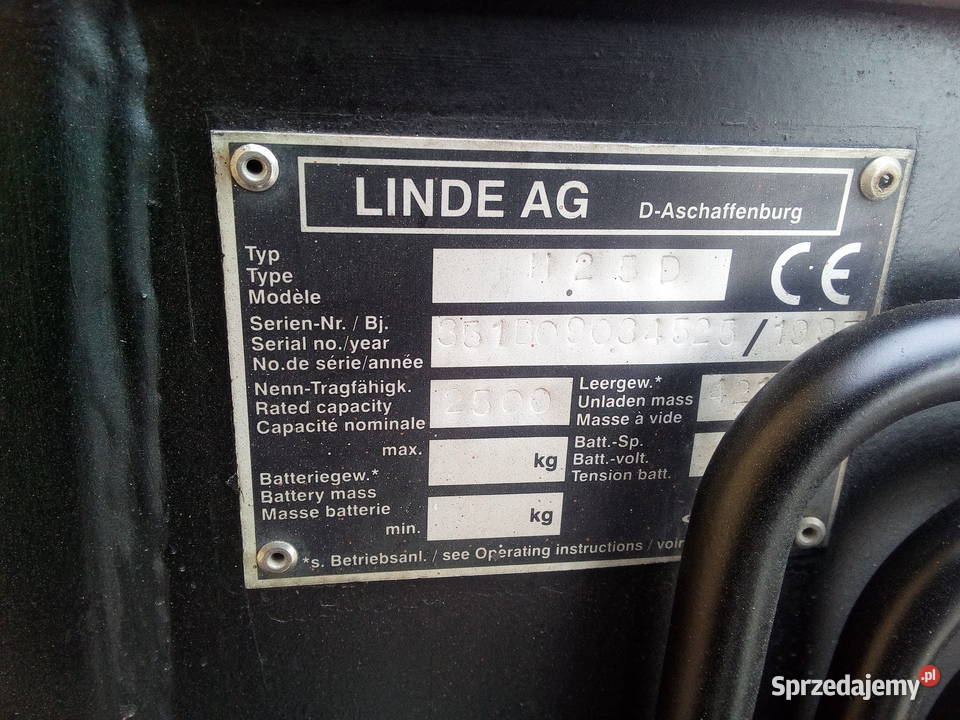 LINDE AG D-Aschaffenburg
Typ
Type
Modèle
H25D
CE
Serien-Nr. / Bj.
Serial no./year
No.de série/année
Nenn-Tragfähigk.
Rated capacity
Capacité nominale
2500
Leergew.*
Unladen mass
Masse à vide
max.
kg
Batteriegew.*
Battery mass
Masse batterie
min.
kg
Batt.-Sp.
Batt.-volt.
Tension batt.
*s. Betriebsanl. / see Operating instructions / voir
Sprzedajemy.pl